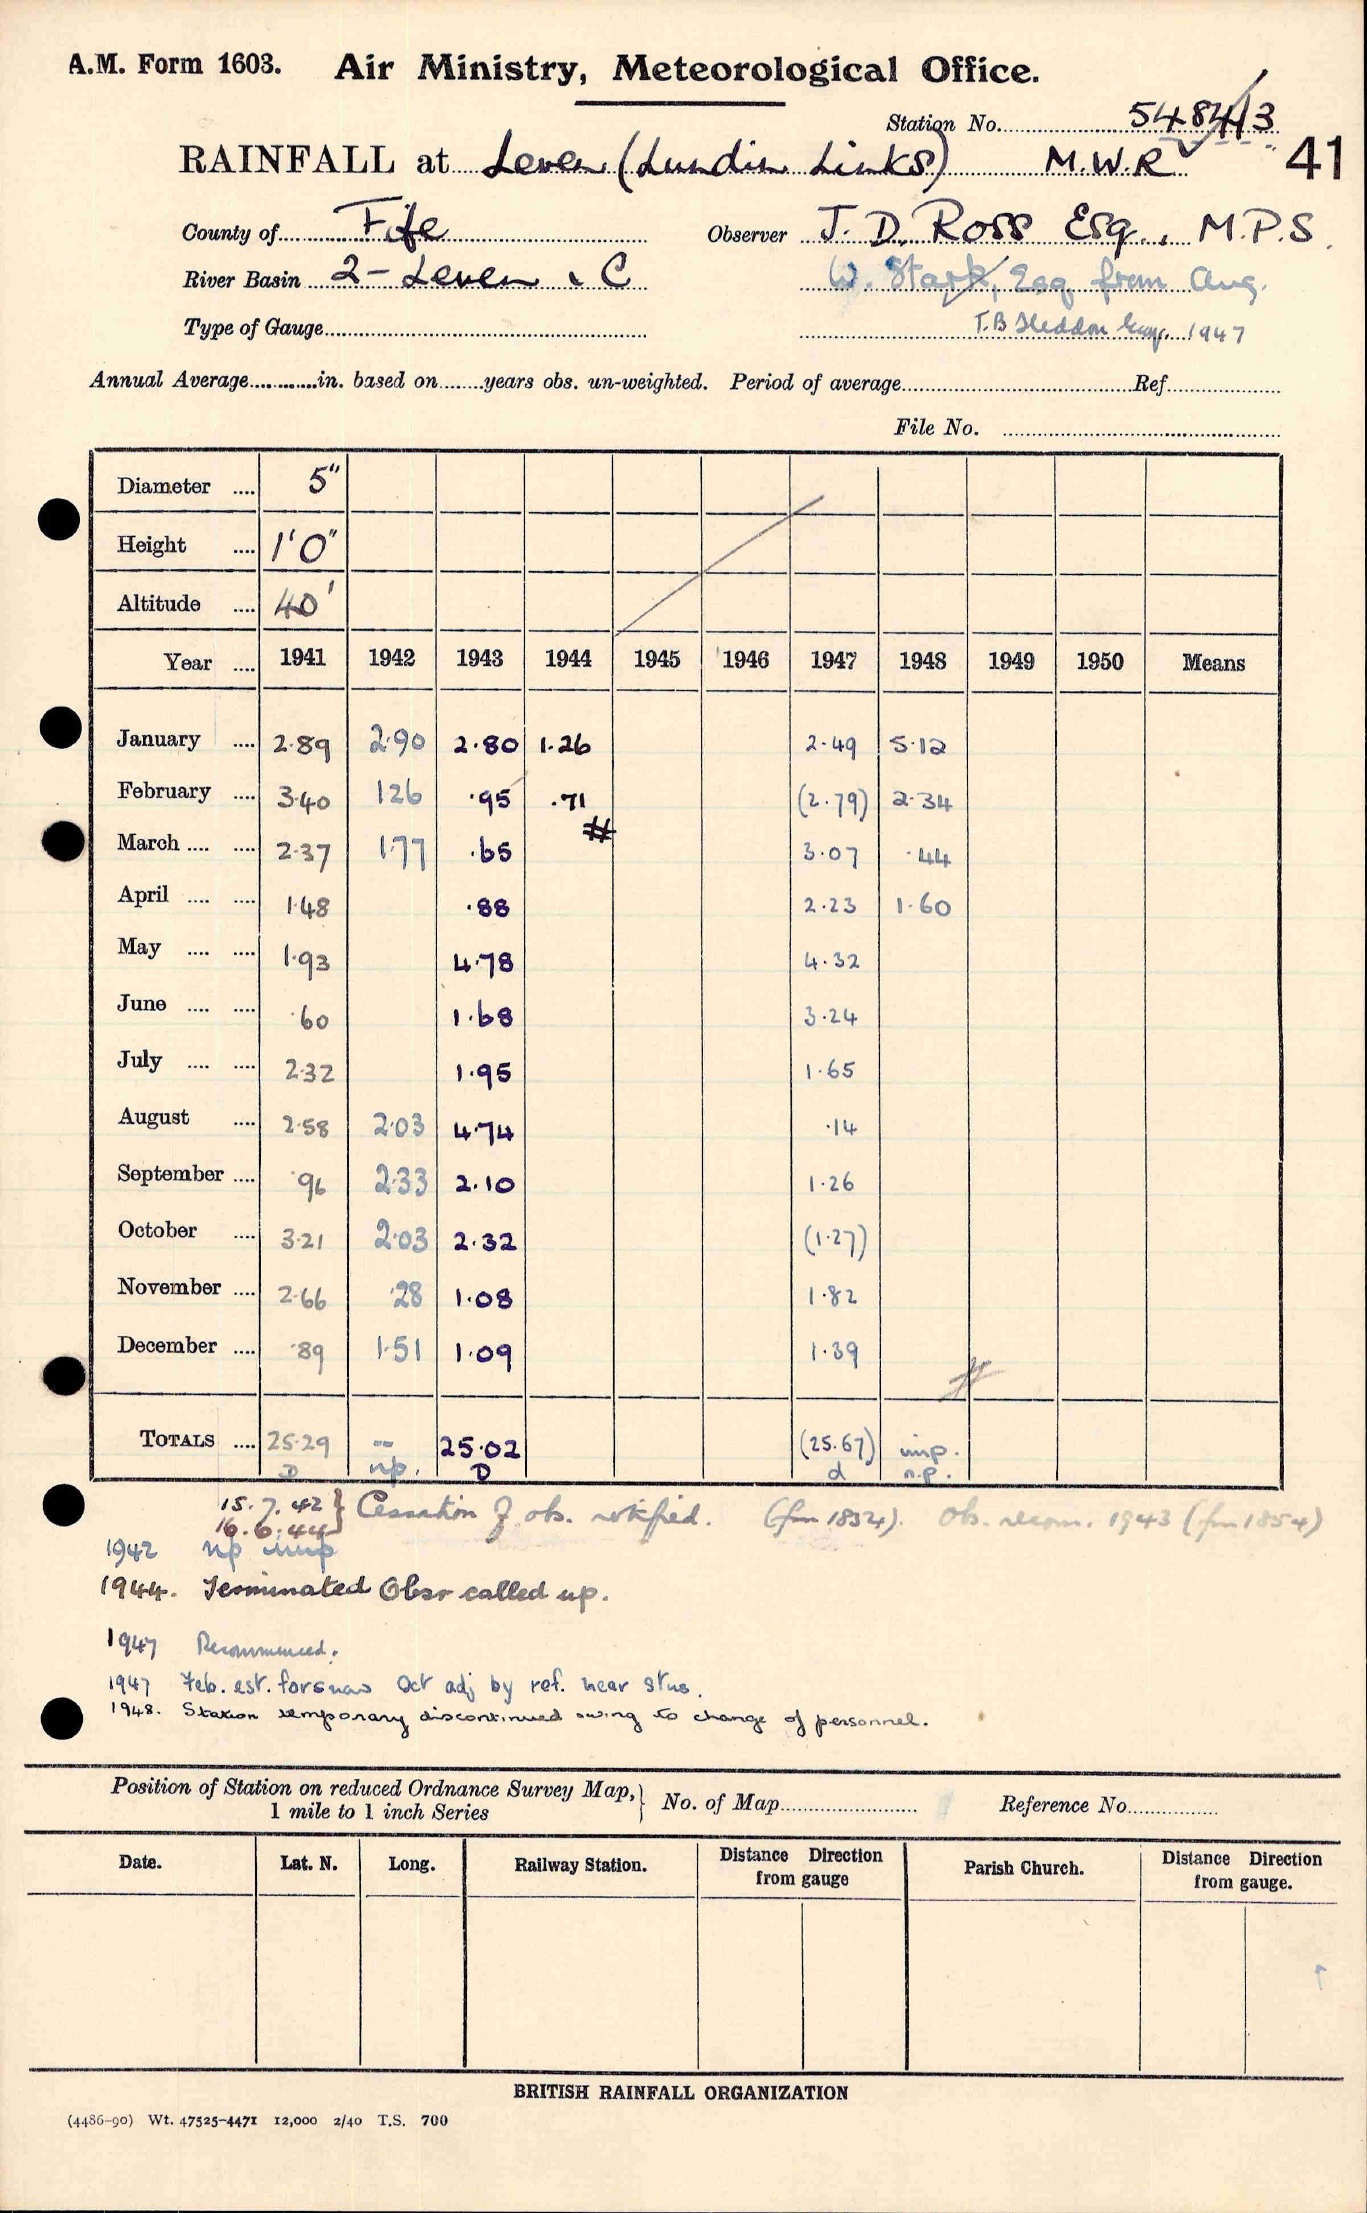 A.M. Form 1603. Air Ministry, Meteorological Office.
Station No. 5484/13
RAINFALL at Leven (Lundin Links) M.W.R 41
County of Fife Observer J. D. Ross Esq., M.P.S.
River Basin 2 - Leven . C W. Stark, Esq from Aug.
Type of Gauge T.B 1947
Annual Average in. based on years obs. un-weighted. Period of average Ref
File No.
Diameter .... 5"
Height .... 1'0"
Altitude .... 40'
Year .... 1941 1942 1943 1944 1945 1946 1947 1948 1949 1950 Means
January .... 2.89 2.90 2.80 1.26 2.49 5.12
February .... 3.40 1.26 .95 .71 (2.79) 2.34
#
March .... .... 2.37 1.77 .65 3.07 .44
April .... .... 1.48 .88 2.23 1.60
May .... .... 1.93 4.78 4.32
June .... .... .60 1.68 3.24
July .... .... 2.32 1.95 1.65
August .... 2.58 2.03 4.74 .14
September .... .96 2.33 2.10 1.26
October .... 3.21 2.03 2.32 (1.27)
November .... 2.66 .28 1.08 1.82
December .... .89 1.51 1.09 1.39
#
TOTALS .... 25.29 -- 25.02 (25.67) imp.
D np. D d n.p.
15.7.42 } Cessation of obs. notified. (fm 1854). Obs. recom. 1943 (fm 1854)
16.6.44
1942 np imp
1944. Terminated Obsr called up.
1947 Recommenced.
1947 Feb. est. for snow Oct adj by ref. near stns.
1948. Station temporary discontinued owing to change of personnel.
Position of Station on reduced Ordnance Survey Map, } No. of Map Reference No.
1 mile to 1 inch Series
Date. Lat. N. Long. Railway Station. Distance Direction from gauge Parish Church. Distance Direction from gauge.
BRITISH RAINFALL ORGANIZATION
(4486-90) Wt. 47525-4471 12,000 2/40 T.S. 700